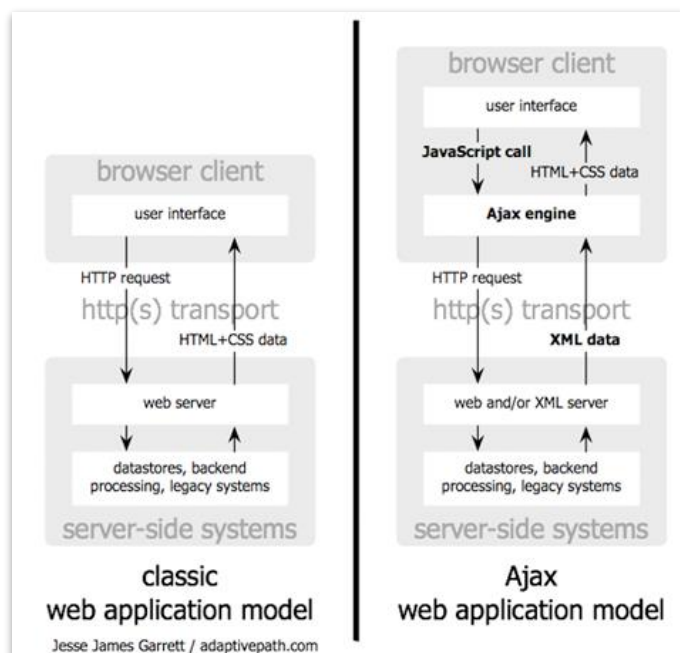 browser client
user interface
HTTP request
http(s) transport
HTML+CSS data
web server
datastores, backend
processing, legacy systems
server-side systems
classic
web application model
Jesse James Garrett / adaptivepath.com
browser client
user interface
JavaScript call
HTML+CSS data
Ajax engine
HTTP request
http(s) transport
XML data
web and/or XML server
datastores, backend
processing, legacy systems
server-side systems
Ajax
web application model